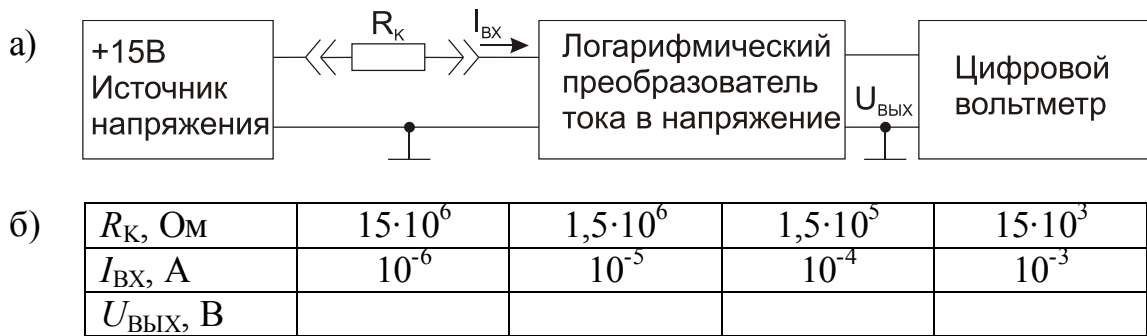 а)
+15В
Источник
напряжения
R_K
I_ВХ
Логарифмический
преобразователь
тока в напряжение
U_ВЫХ
Цифровой
вольтметр
б)
R_K, Ом 15·10^6 1,5·10^6 1,5·10^5 15·10^3
I_ВХ, А 10^-6 10^-5 10^-4 10^-3
U_ВЫХ, В